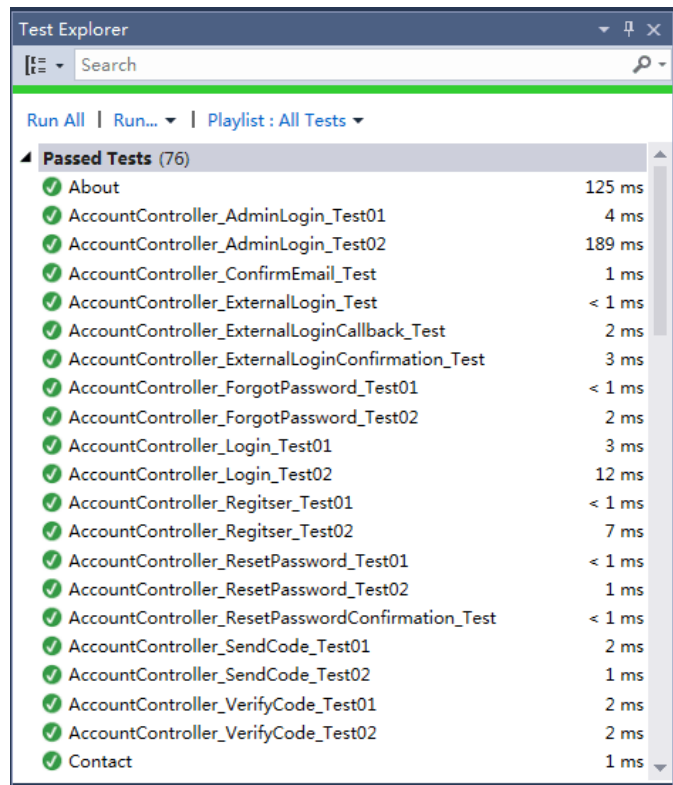 Test Explorer
Search
Run All | Run... | Playlist : All Tests
Passed Tests (76)
About 125 ms
AccountController_AdminLogin_Test01 4 ms
AccountController_AdminLogin_Test02 189 ms
AccountController_ConfirmEmail_Test 1 ms
AccountController_ExternalLogin_Test < 1 ms
AccountController_ExternalLoginCallback_Test 2 ms
AccountController_ExternalLoginConfirmation_Test 3 ms
AccountController_ForgotPassword_Test01 < 1 ms
AccountController_ForgotPassword_Test02 2 ms
AccountController_Login_Test01 3 ms
AccountController_Login_Test02 12 ms
AccountController_Regitser_Test01 < 1 ms
AccountController_Regitser_Test02 7 ms
AccountController_ResetPassword_Test01 < 1 ms
AccountController_ResetPassword_Test02 1 ms
AccountController_ResetPasswordConfirmation_Test < 1 ms
AccountController_SendCode_Test01 2 ms
AccountController_SendCode_Test02 1 ms
AccountController_VerifyCode_Test01 2 ms
AccountController_VerifyCode_Test02 2 ms
Contact 1 ms